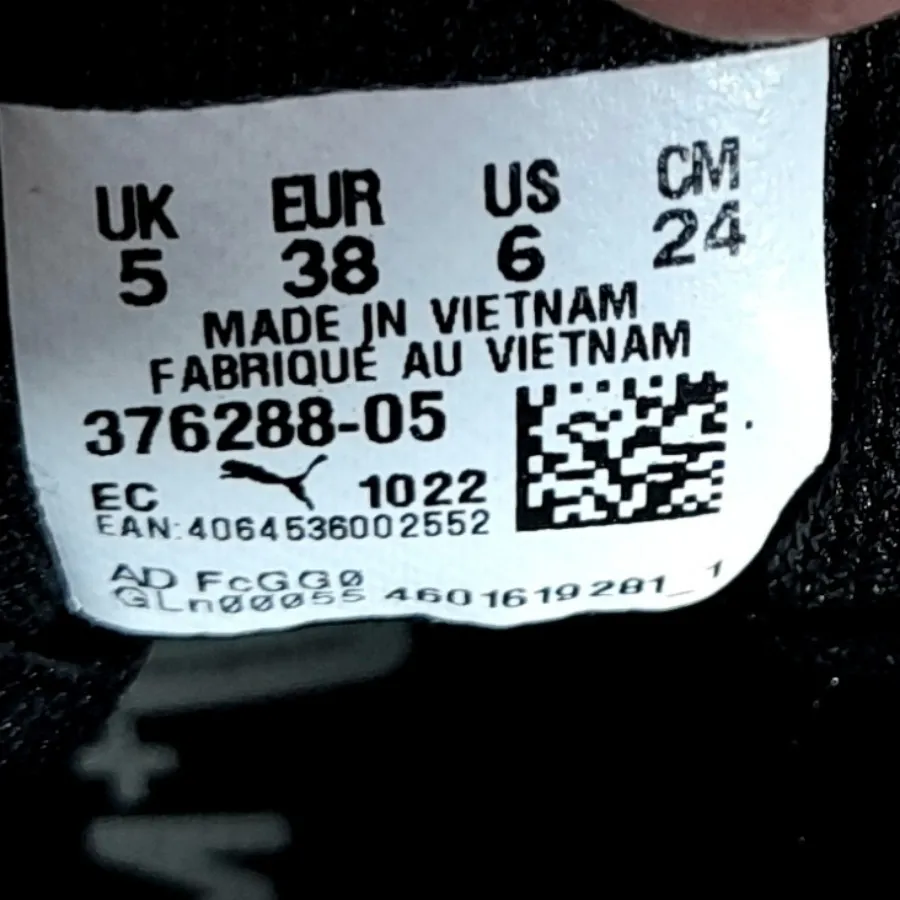 UK EUR US CM
5 38 6 24
MADE IN VIETNAM
FABRIQUE AU VIETNAM
376288-05
EC 1022
EAN:4064536002552
AD FcGG0
GLn00055 4601619281_1